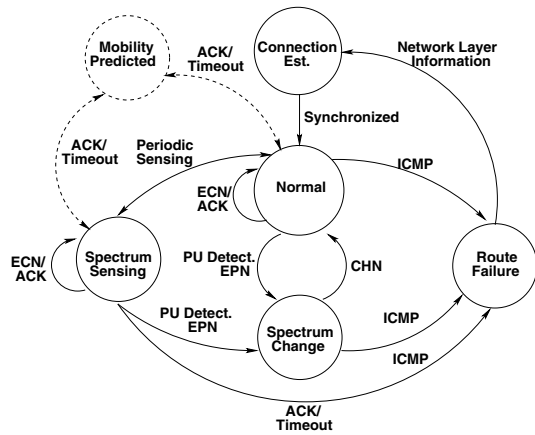 Mobility
Predicted
ACK/
Timeout
Connection
Est.
Network Layer
Information
Synchronized
ACK/
Timeout
Periodic
Sensing
ICMP
ECN/
ACK
Normal
ECN/
ACK
Spectrum
Sensing
PU Detect.
EPN
CHN
Route
Failure
PU Detect.
EPN
Spectrum
Change
ICMP
ICMP
ACK/
Timeout